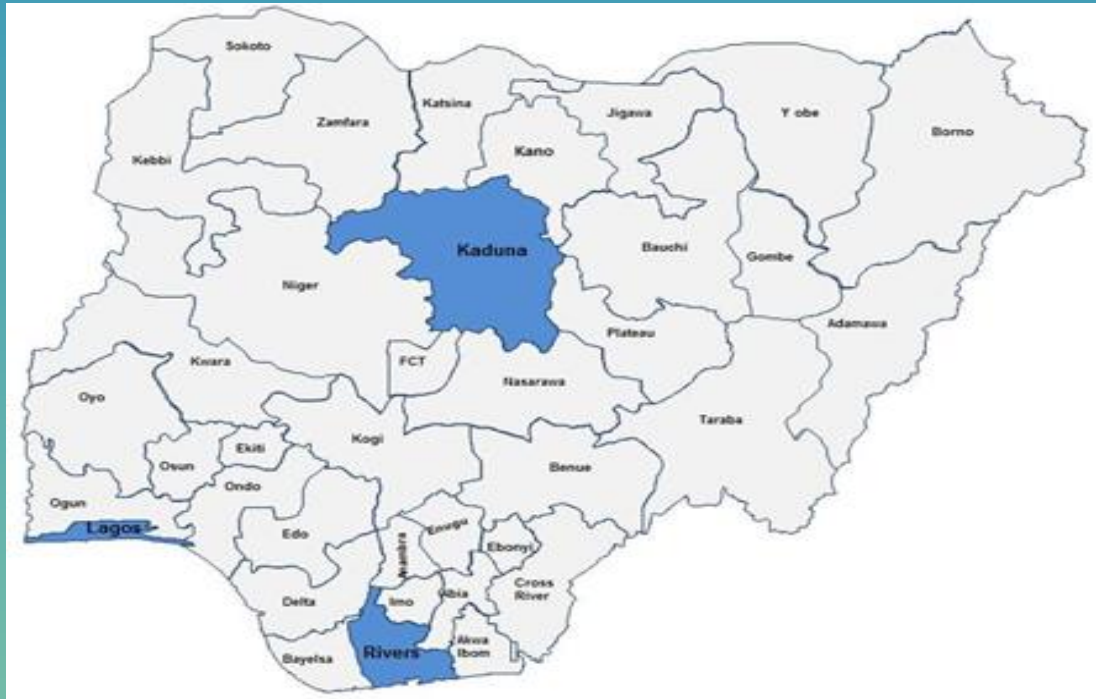 Sokoto
Katsina
Jigawa
Y obe
Borno
Zamfara
Kebbi
Kano
Kaduna
Bauchi
Gombe
Niger
Adamawa
Plateau
FCT
Kwara
Nasarawa
Oyo
Taraba
Kogi
Ekiti
Osun
Benue
Ondo
Ogun
Lagos
Edo
Enugu
Ebonyi
Anambra
Cross
River
Delta
Imo
Abia
Akwa
Ibom
Rivers
Bayelsa